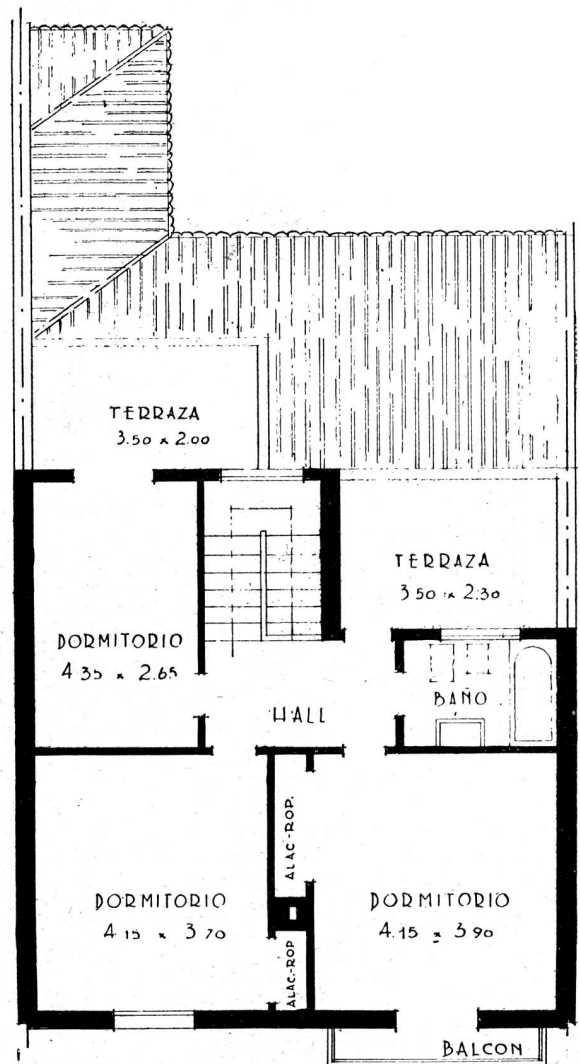 TERRAZA
3.50 x 2.00
TERRAZA
3 50 x 2.30
DORMITORIO
4 35 x 2.65
HALL
BAÑO
ALAC-ROP.
DORMITORIO
4 15 x 3 70
DORMITORIO
4.15 x 3 90
ALAC.-ROP
BALCON